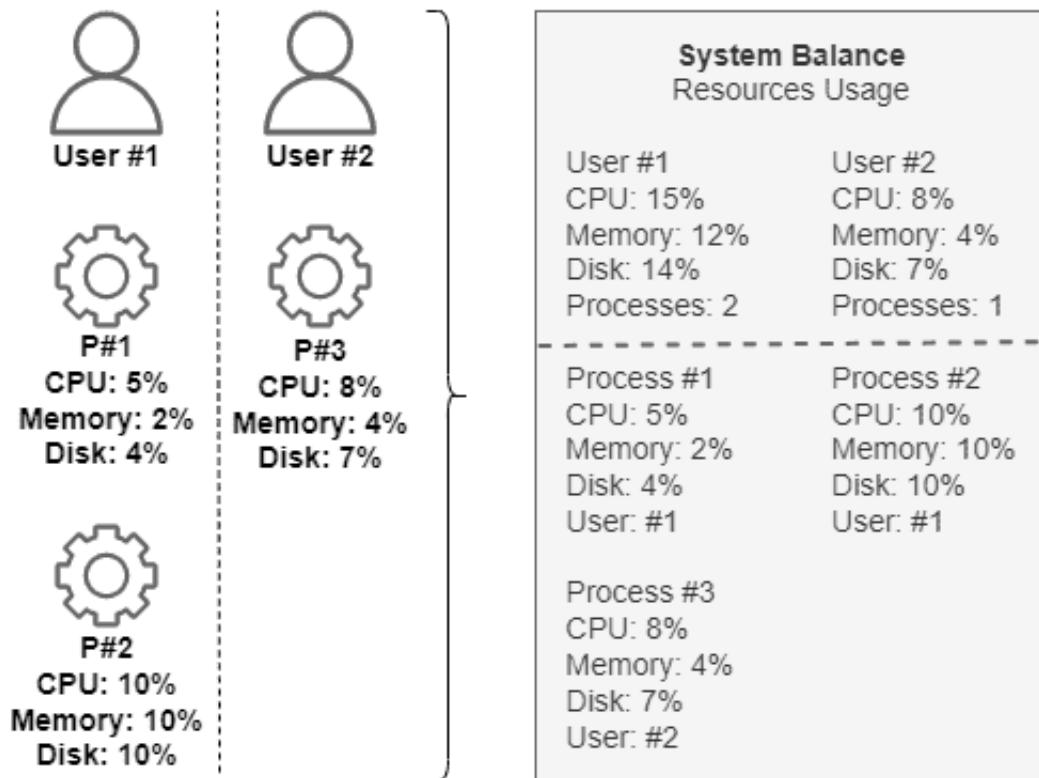 User #1
P#1
CPU: 5%
Memory: 2%
Disk: 4%
P#2
CPU: 10%
Memory: 10%
Disk: 10%
User #2
P#3
CPU: 8%
Memory: 4%
Disk: 7%
System Balance
Resources Usage
User #1
CPU: 15%
Memory: 12%
Disk: 14%
Processes: 2
User #2
CPU: 8%
Memory: 4%
Disk: 7%
Processes: 1
Process #1
CPU: 5%
Memory: 2%
Disk: 4%
User: #1
Process #2
CPU: 10%
Memory: 10%
Disk: 10%
User: #1
Process #3
CPU: 8%
Memory: 4%
Disk: 7%
User: #2